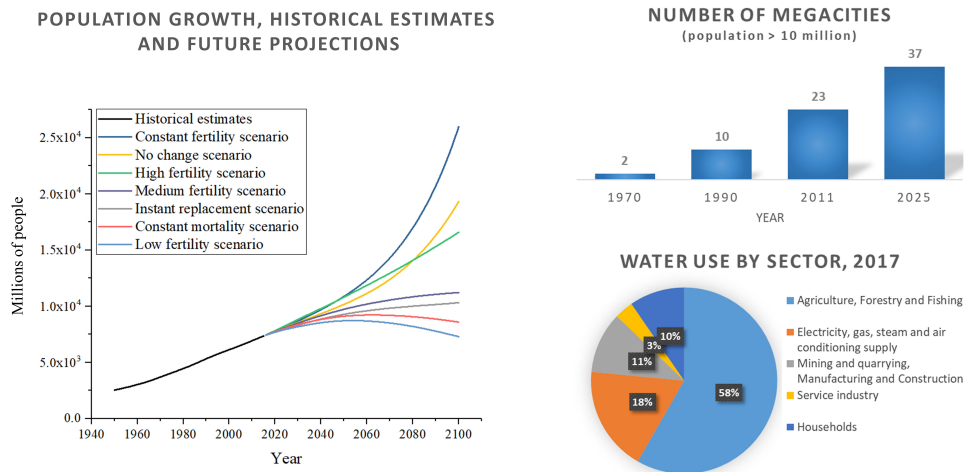 POPULATION GROWTH, HISTORICAL ESTIMATES
AND FUTURE PROJECTIONS
Historical estimates
Constant fertility scenario
No change scenario
High fertility scenario
Medium fertility scenario
Instant replacement scenario
Constant mortality scenario
Low fertility scenario
Millions of people
2.5x10⁴
2.0x10⁴
1.5x10⁴
1.0x10⁴
5.0x10³
0.0
1940 1960 1980 2000 2020 2040 2060 2080 2100
Year
NUMBER OF MEGACITIES
(population > 10 million)
2
10
23
37
1970 1990 2011 2025
YEAR
WATER USE BY SECTOR, 2017
10%
3%
11%
18%
58%
Agriculture, Forestry and Fishing
Electricity, gas, steam and air
conditioning supply
Mining and quarrying,
Manufacturing and Construction
Service industry
Households